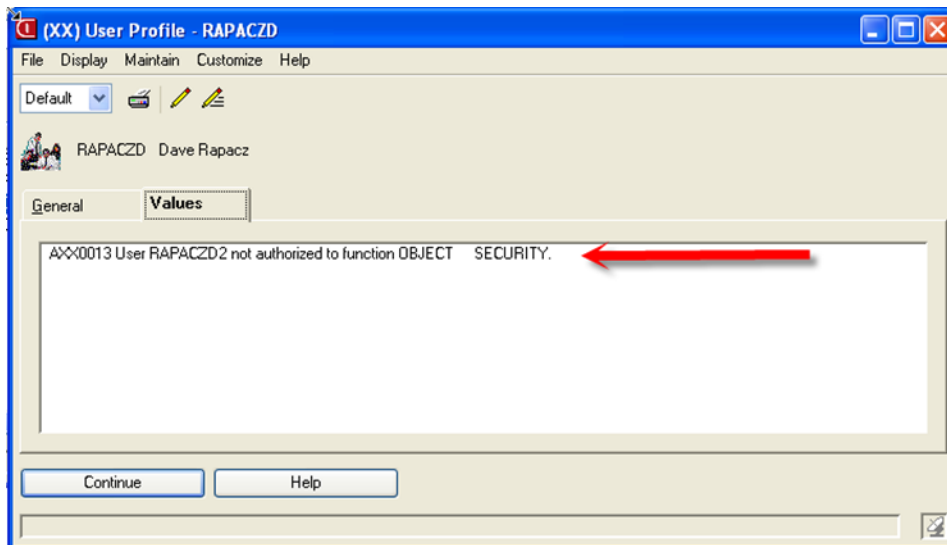 (XX) User Profile - RAPACZD
File Display Maintain Customize Help
Default
RAPACZD Dave Rapacz
General Values
AXX0013 User RAPACZD2 not authorized to function OBJECT SECURITY.
Continue Help